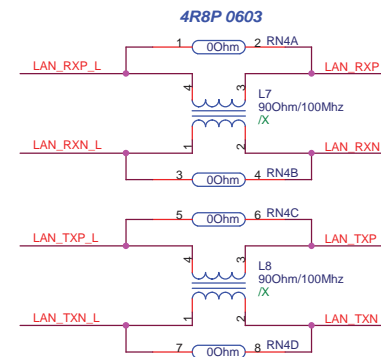 4R8P 0603
1 0Ohm 2 RN4A
LAN_RXP_L LAN_RXP
4 3 L7
90Ohm/100Mhz
/X
1 2
LAN_RXN_L LAN_RXN
3 0Ohm 4 RN4B
5 0Ohm 6 RN4C
LAN_TXP_L LAN_TXP
4 3 L8
90Ohm/100Mhz
/X
1 2
LAN_TXN_L LAN_TXN
7 0Ohm 8 RN4D